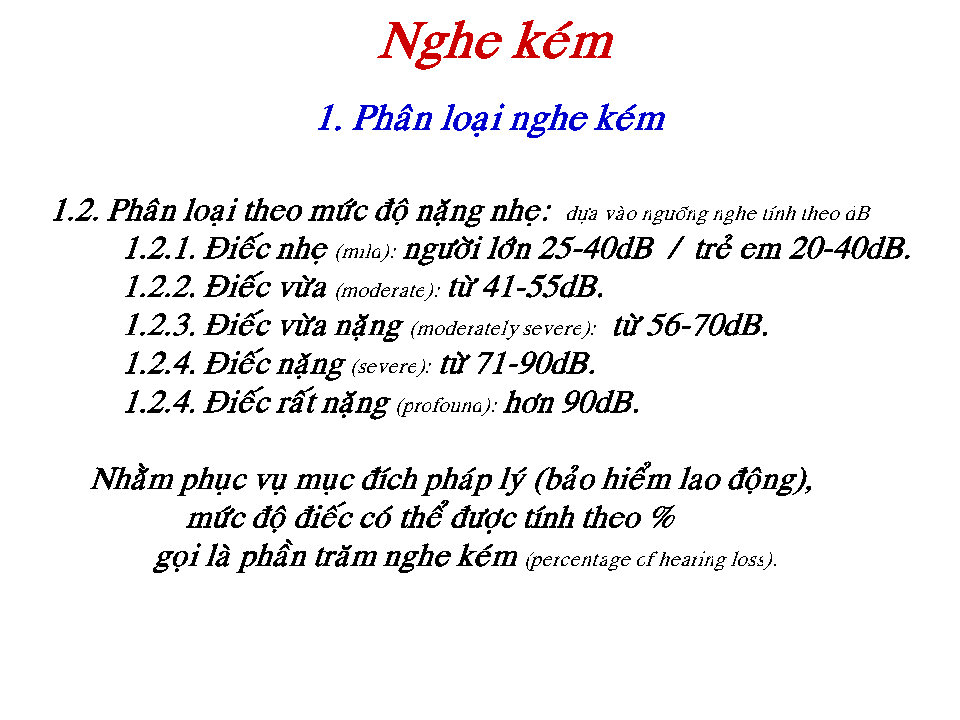 Nghe kém
1. Phân loại nghe kém
1.2. Phân loại theo mức độ nặng nhẹ: dựa vào ngưỡng nghe tính theo dB
1.2.1. Điếc nhẹ (mild): người lớn 25-40dB / trẻ em 20-40dB.
1.2.2. Điếc vừa (moderate): từ 41-55dB.
1.2.3. Điếc vừa nặng (moderately severe): từ 56-70dB.
1.2.4. Điếc nặng (severe): từ 71-90dB.
1.2.4. Điếc rất nặng (profound): hơn 90dB.
Nhằm phục vụ mục đích pháp lý (bảo hiểm lao động),
mức độ điếc có thể được tính theo %
gọi là phần trăm nghe kém (percentage of hearing loss).